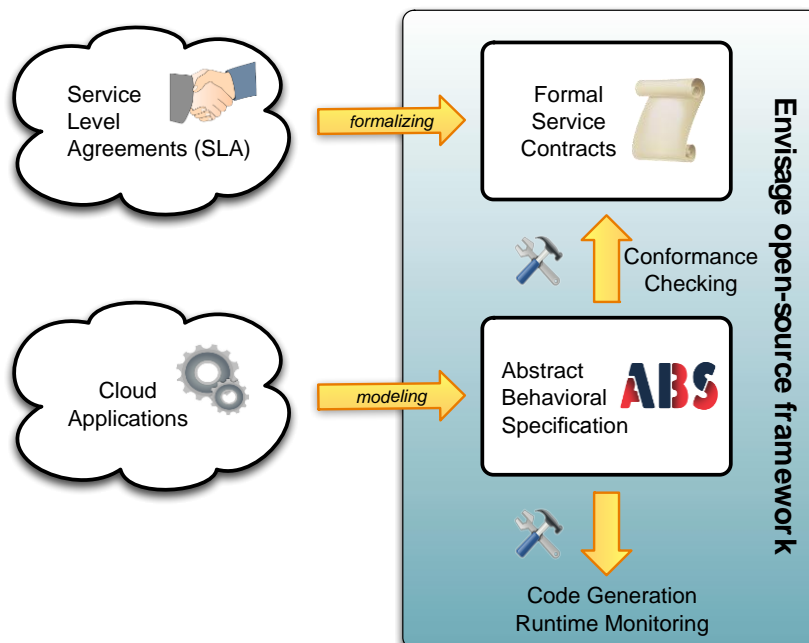 Service
Level
Agreements (SLA)
formalizing
Formal
Service
Contracts
Envisage open-source framework
Conformance
Checking
Cloud
Applications
modeling
Abstract
Behavioral
Specification
ABS
Code Generation
Runtime Monitoring